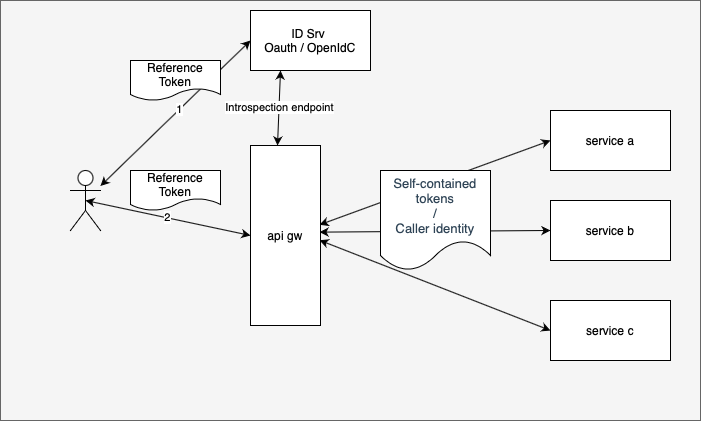 ID Srv
Oauth / OpenIdC
Reference
Token
1
Introspection endpoint
service a
Reference
Token
2
api gw
Self-contained
tokens
/
Caller identity
service b
service c